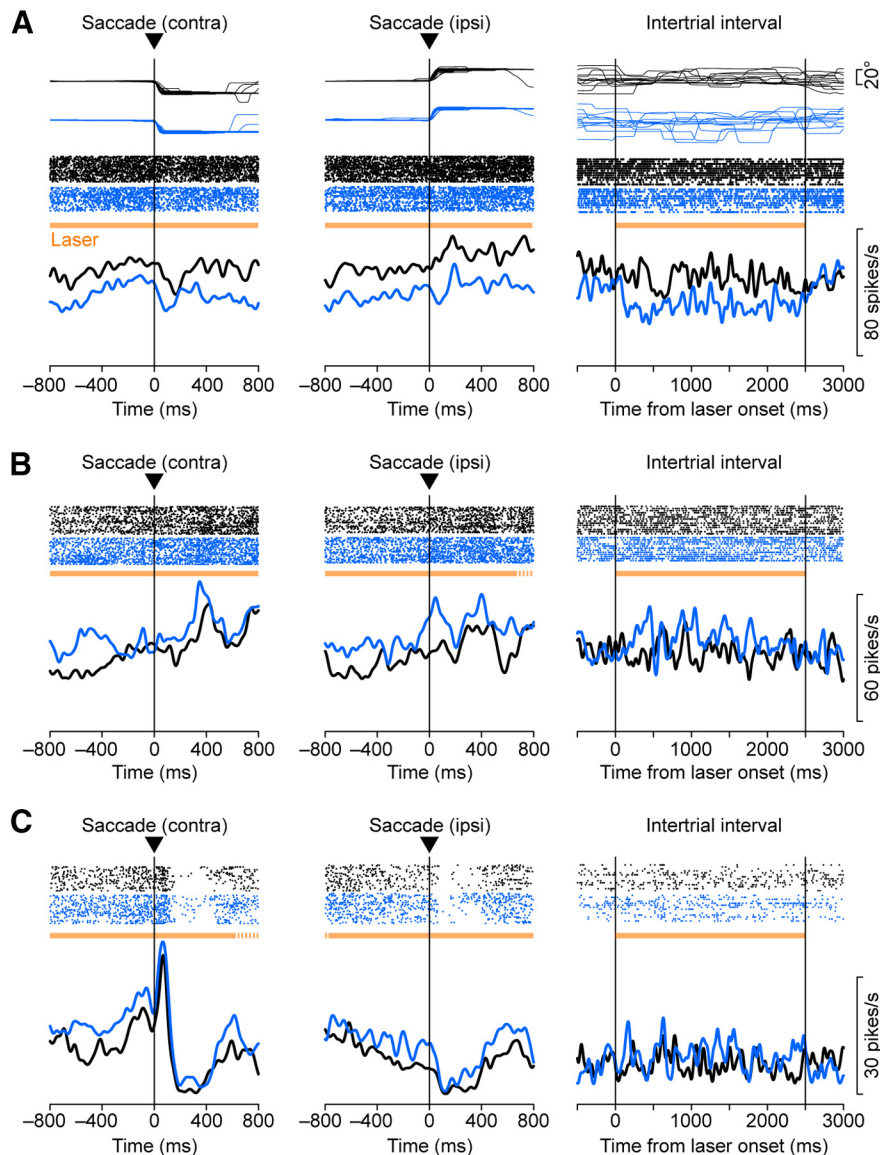 A
Saccade (contra)
Saccade (ipsi)
Intertrial interval
20°
Laser
80 spikes/s
−800 −400 0 400 800
−800 −400 0 400 800
0 1000 2000 3000
Time (ms)
Time (ms)
Time from laser onset (ms)
B
Saccade (contra)
Saccade (ipsi)
Intertrial interval
60 pikes/s
−800 −400 0 400 800
−800 −400 0 400 800
0 1000 2000 3000
Time (ms)
Time (ms)
Time from laser onset (ms)
C
Saccade (contra)
Saccade (ipsi)
Intertrial interval
30 pikes/s
−800 −400 0 400 800
−800 −400 0 400 800
0 1000 2000 3000
Time (ms)
Time (ms)
Time from laser onset (ms)